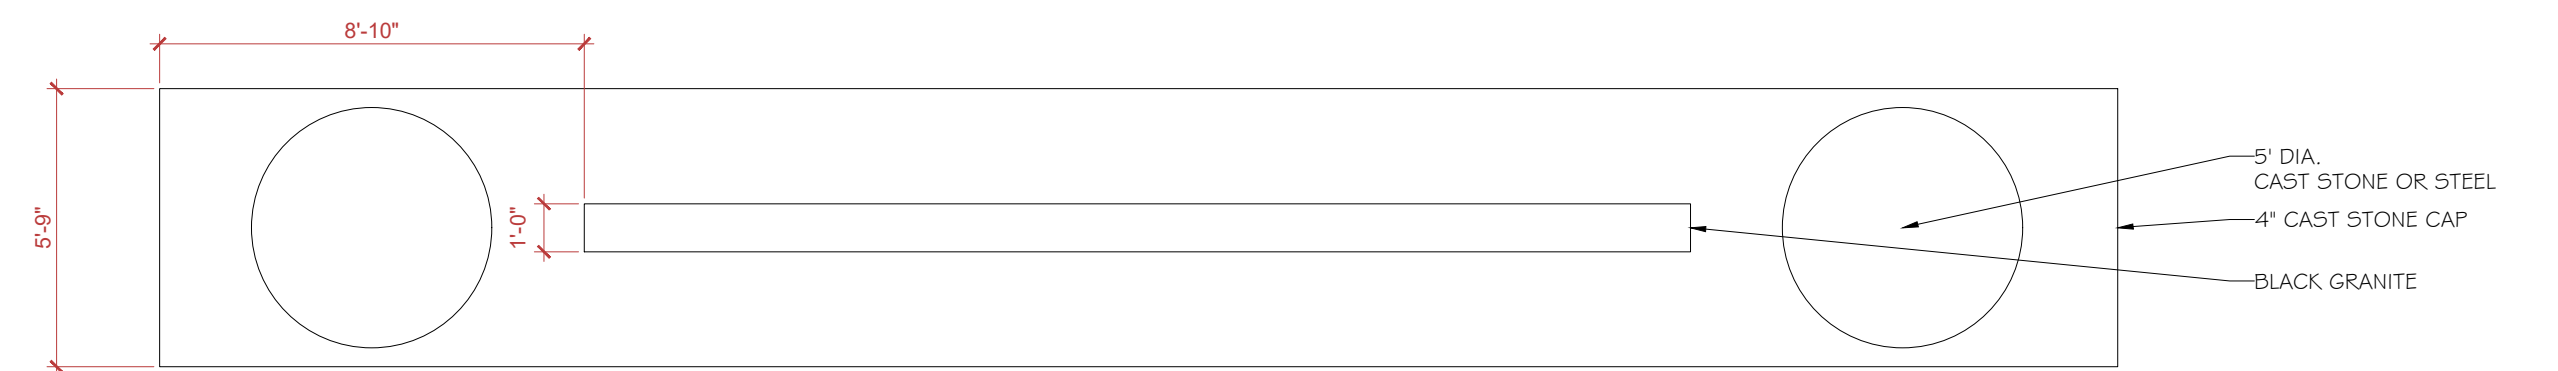 8'-10"
5'-9"
1'-0"
5' DIA.
CAST STONE OR STEEL
4" CAST STONE CAP
BLACK GRANITE